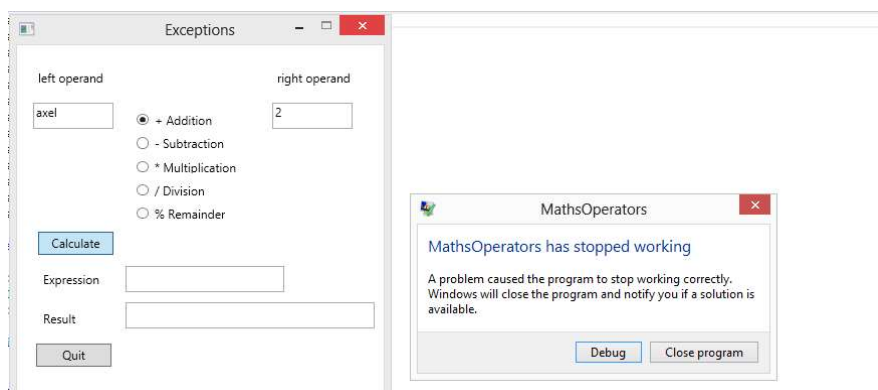 Exceptions
left operand
right operand
axel
2
+ Addition
- Subtraction
* Multiplication
/ Division
% Remainder
Calculate
Expression
Result
Quit
MathsOperators
MathsOperators has stopped working
A problem caused the program to stop working correctly.
Windows will close the program and notify you if a solution is
available.
Debug
Close program